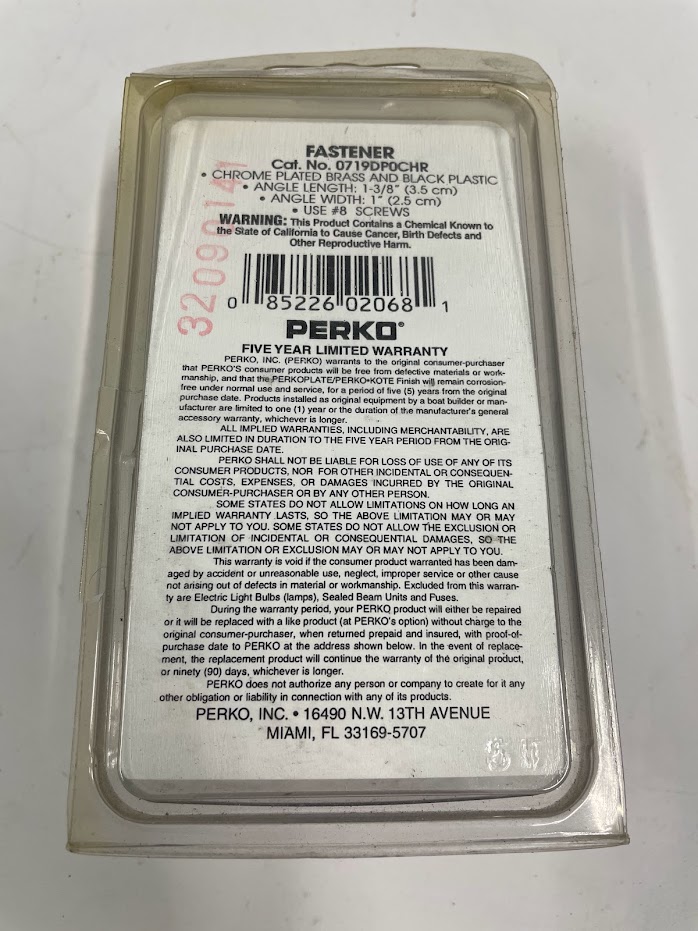 FASTENER
Cat. No. 0719DP0CHR
• CHROME PLATED BRASS AND BLACK PLASTIC
• ANGLE LENGTH: 1-3/8" (3.5 cm)
• ANGLE WIDTH: 1" (2.5 cm)
• USE #8 SCREWS
WARNING: This Product Contains a Chemical Known to
the State of California to Cause Cancer, Birth Defects and
Other Reproductive Harm.
0 85226 02068 1
PERKO®
FIVE YEAR LIMITED WARRANTY
PERKO, INC. (PERKO) warrants to the original consumer-purchaser
that PERKO'S consumer products will be free from defective materials or work-
manship, and that the PERKOPLATE/PERKO-KOTE Finish will remain corrosion-
free under normal use and service, for a period of five (5) years from the original
purchase date. Products installed as original equipment by a boat builder or man-
ufacturer are limited to one (1) year or the duration of the manufacturer's general
accessory warranty, whichever is longer.
ALL IMPLIED WARRANTIES, INCLUDING MERCHANTABILITY, ARE
ALSO LIMITED IN DURATION TO THE FIVE YEAR PERIOD FROM THE ORIG-
INAL PURCHASE DATE.
PERKO SHALL NOT BE LIABLE FOR LOSS OF USE OF ANY OF ITS
CONSUMER PRODUCTS, NOR FOR OTHER INCIDENTAL OR CONSEQUEN-
TIAL COSTS, EXPENSES, OR DAMAGES INCURRED BY THE ORIGINAL
CONSUMER-PURCHASER OR BY ANY OTHER PERSON.
SOME STATES DO NOT ALLOW LIMITATIONS ON HOW LONG AN
IMPLIED WARRANTY LASTS, SO THE ABOVE LIMITATION MAY OR MAY
NOT APPLY TO YOU. SOME STATES DO NOT ALLOW THE EXCLUSION OR
LIMITATION OF INCIDENTAL OR CONSEQUENTIAL DAMAGES, SO THE
ABOVE LIMITATION OR EXCLUSION MAY OR MAY NOT APPLY TO YOU.
This warranty is void if the consumer product warranted has been dam-
aged by accident or unreasonable use, neglect, improper service or other cause
not arising out of defects in material or workmanship. Excluded from this warran-
ty are Electric Light Bulbs (lamps), Sealed Beam Units and Fuses.
During the warranty period, your PERKO product will either be repaired
or it will be replaced with a like product (at PERKO's option) without charge to the
original consumer-purchaser, when returned prepaid and insured, with proof-of-
purchase date to PERKO at the address shown below. In the event of replace-
ment, the replacement product will continue the warranty of the original product,
or ninety (90) days, whichever is longer.
PERKO does not authorize any person or company to create for it any
other obligation or liability in connection with any of its products.
PERKO, INC. • 16490 N.W. 13TH AVENUE
MIAMI, FL 33169-5707